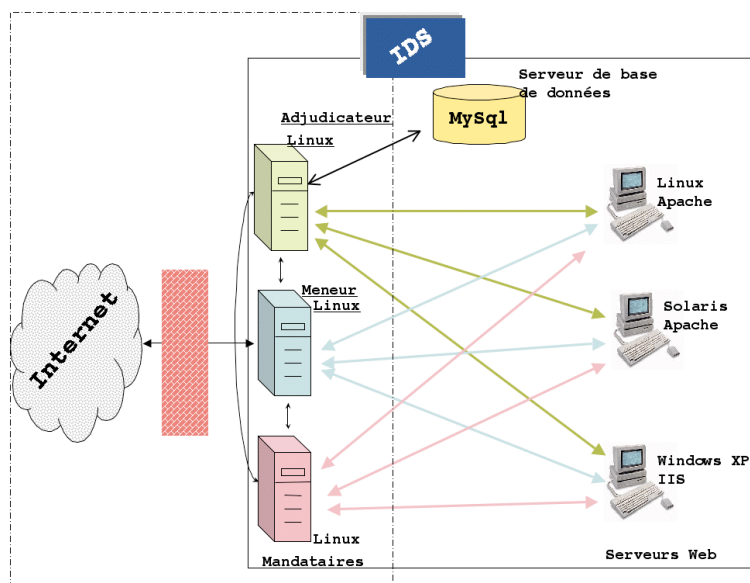 IDS
Serveur de base
de données
MySql
Adjudicateur
Linux
Linux
Apache
Meneur
Linux
Solaris
Apache
Internet
Windows XP
IIS
Linux
Mandataires
Serveurs Web